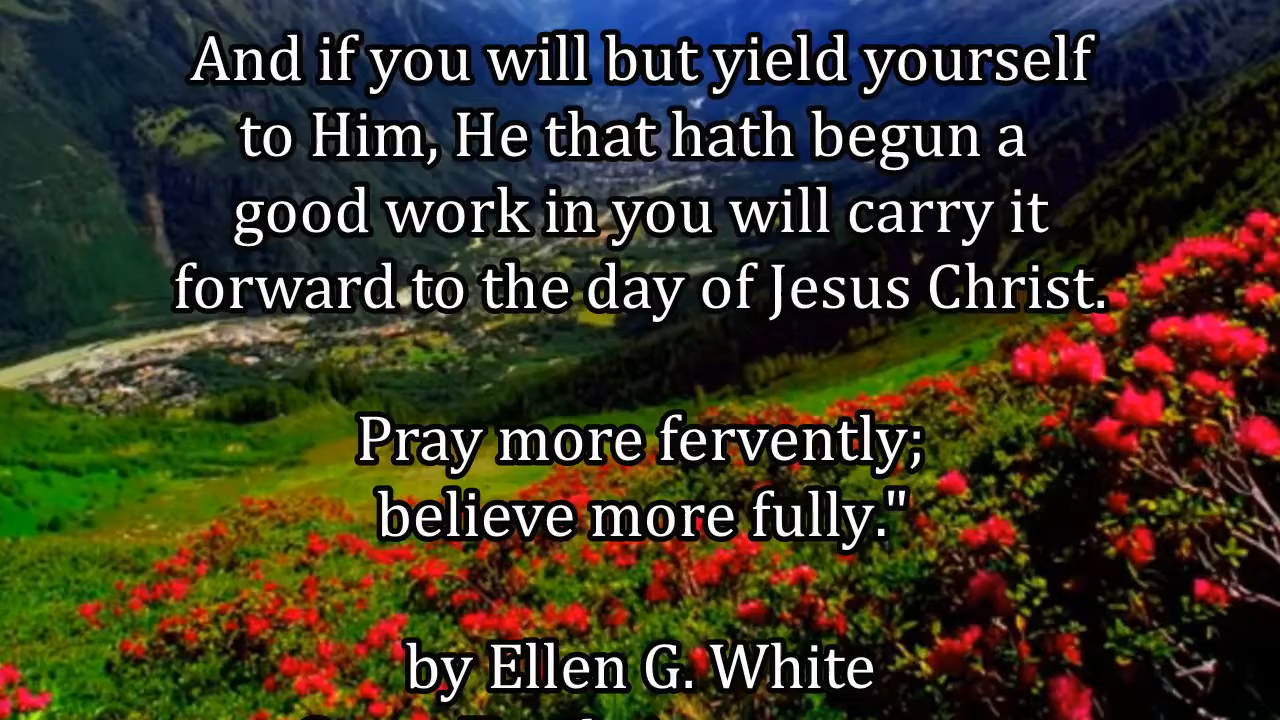 And if you will but yield yourself
to Him, He that hath begun a
good work in you will carry it
forward to the day of Jesus Christ.
Pray more fervently;
believe more fully."
by Ellen G. White